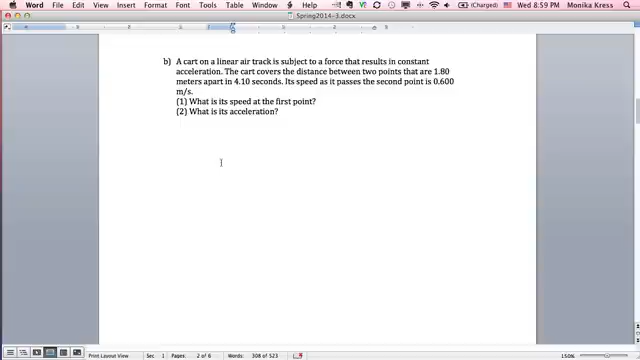 Word File Edit View Insert Format Font Tools Table Window Help (Charged) Wed 8:59 PM Monika Kress
Spring2014-3.docx
b) A cart on a linear air track is subject to a force that results in constant
acceleration. The cart covers the distance between two points that are 1.80
meters apart in 4.10 seconds. Its speed as it passes the second point is 0.600
m/s.
(1) What is its speed at the first point?
(2) What is its acceleration?
Print Layout View Sec 1 Pages: 2 of 6 Words: 308 of 523 150%